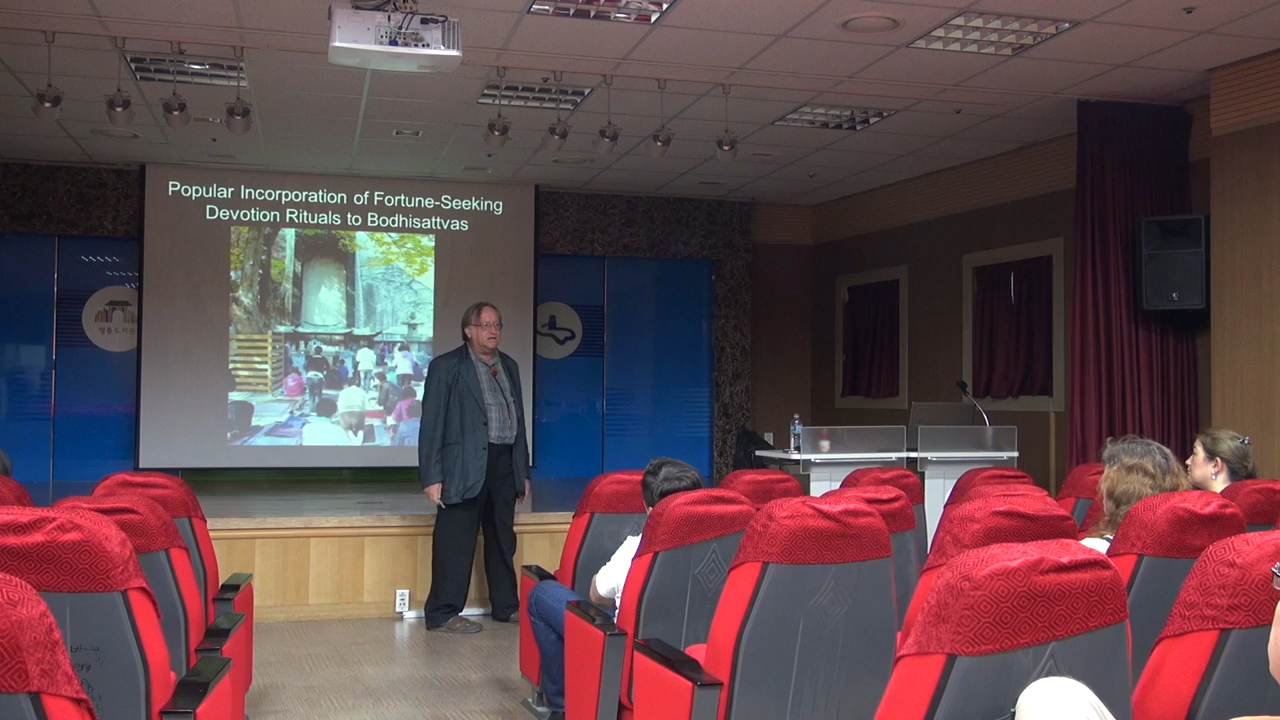 Popular Incorporation of Fortune-Seeking
Devotion Rituals to Bodhisattvas